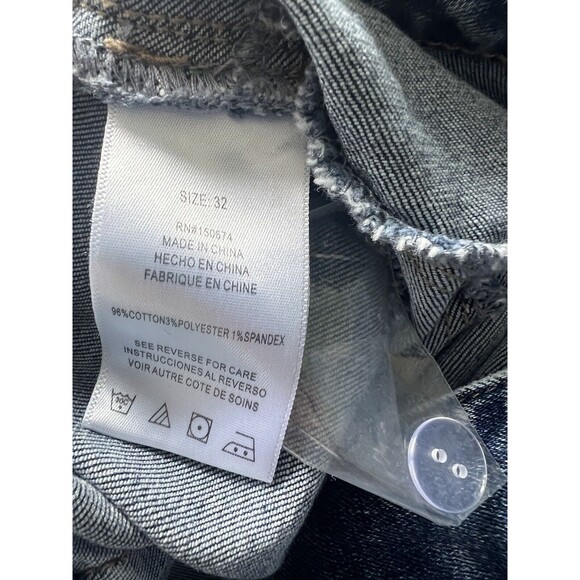 SIZE: 32
RN#150674
MADE IN CHINA
HECHO EN CHINA
FABRIQUE EN CHINE
96%COTTON3%POLYESTER 1%SPANDEX
SEE REVERSE FOR CARE
INSTRUCCIONES AL REVERSO
VOIR AUTRE COTE DE SOINS